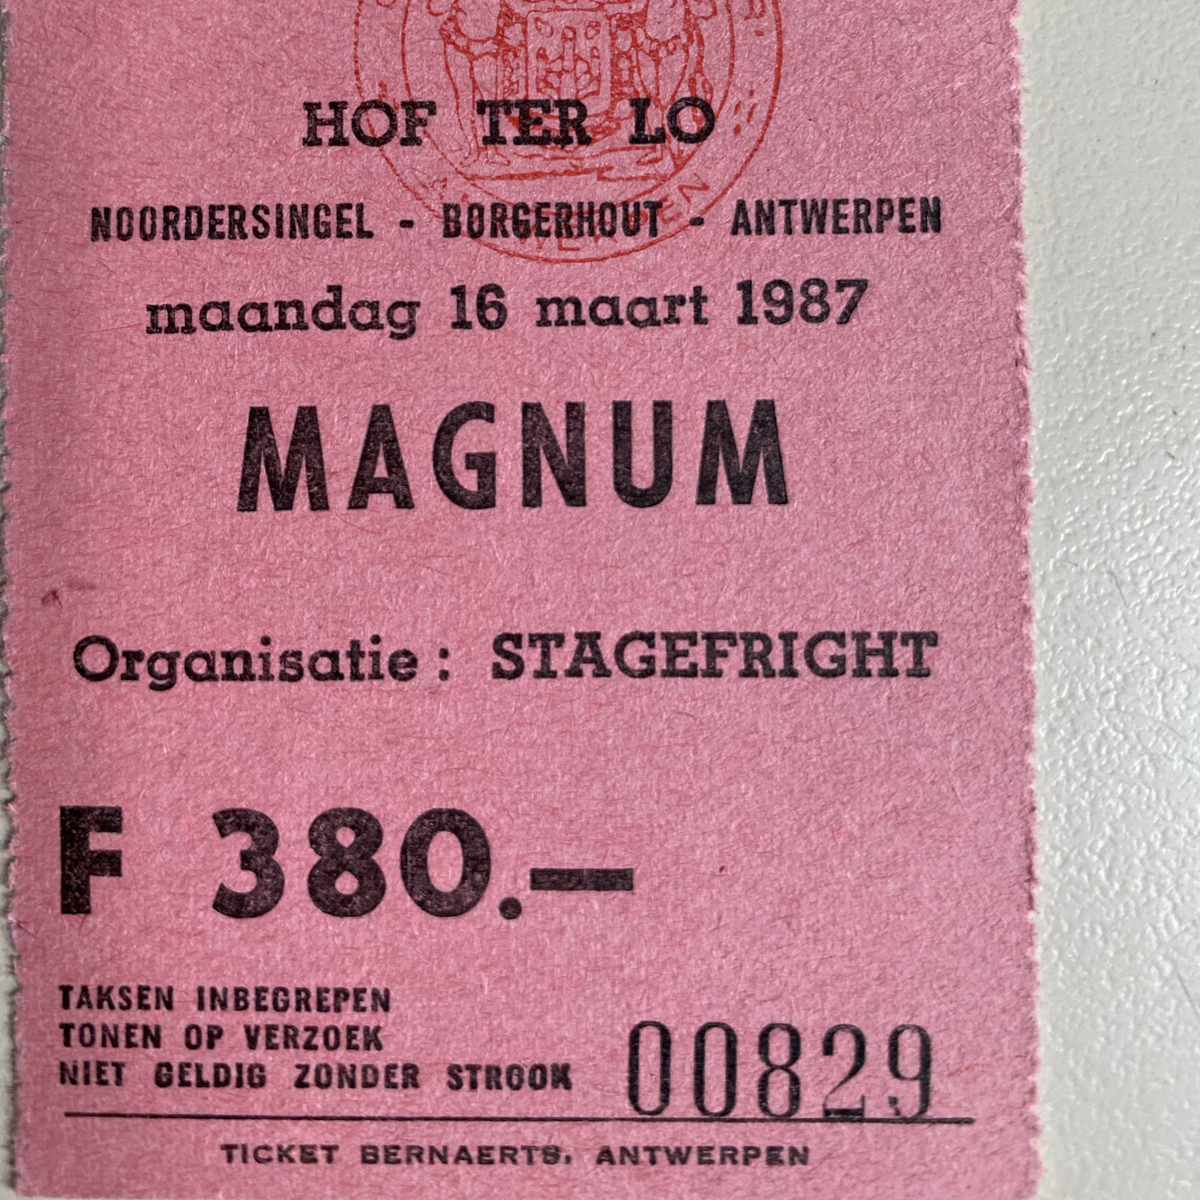 HOF TER LO
NOORDERSINGEL - BORGERHOUT - ANTWERPEN
maandag 16 maart 1987
MAGNUM
Organisatie : STAGEFRIGHT
F 380.—
TAKSEN INBEGREPEN
TONEN OP VERZOEK
NIET GELDIG ZONDER STROOK
00829
TICKET BERNAERTS. ANTWERPEN